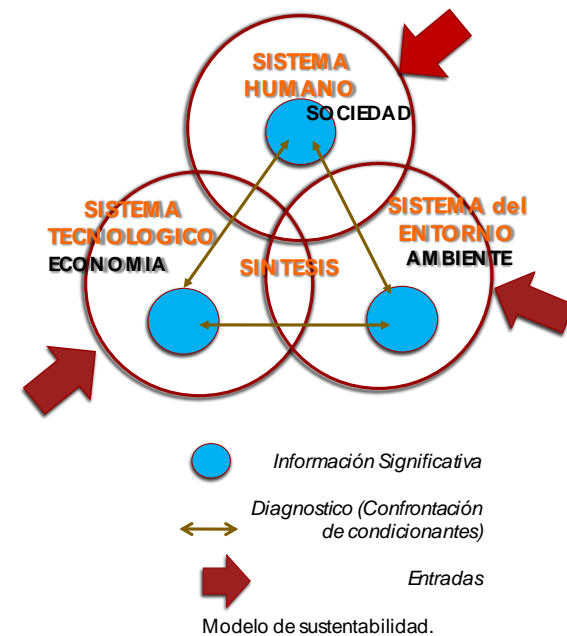 SISTEMA
HUMANO
SOCIEDAD
SISTEMA
TECNOLOGICO
ECONOMIA
SISTEMA del
ENTORNO
AMBIENTE
SINTESIS
Información Significativa
Diagnostico (Confrontación
de condicionantes)
Entradas
Modelo de sustentabilidad.